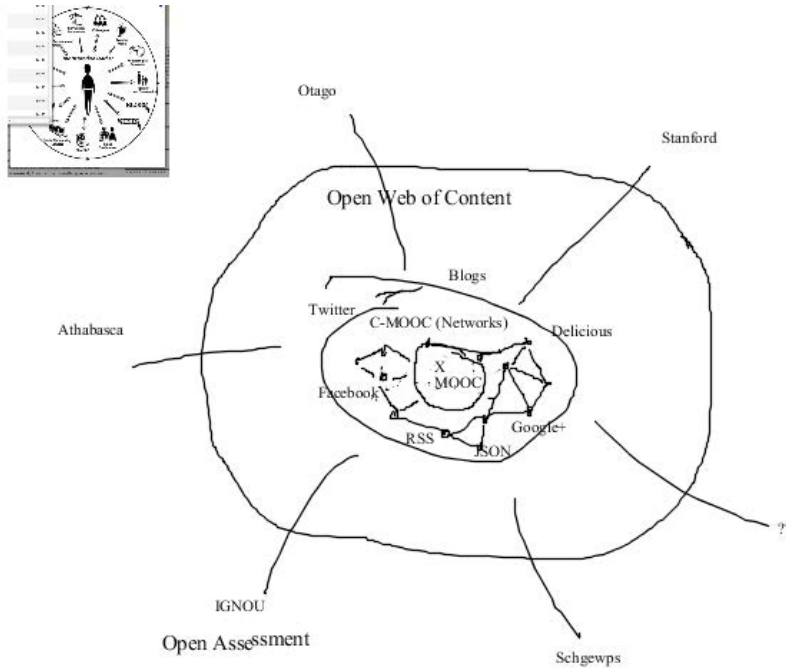 Otago
Stanford
Open Web of Content
Blogs
Twitter
C-MOOC (Networks)
Delicious
Athabasca
X
MOOC
Facebook
Google+
RSS
JSON
?
IGNOU
Open Assessment
Schgewps